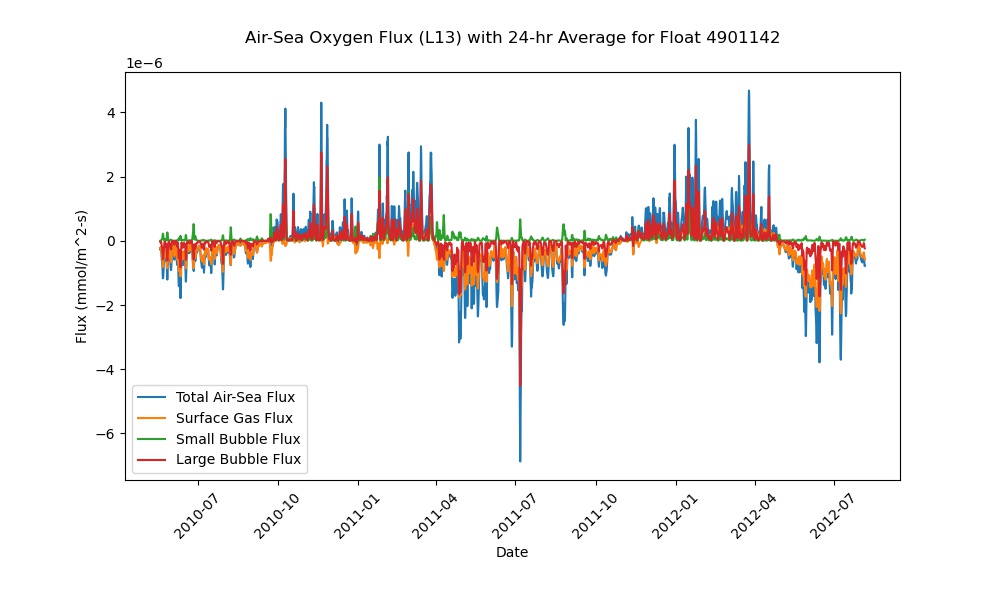 Air-Sea Oxygen Flux (L13) with 24-hr Average for Float 4901142
1e−6
4
2
0
−2
−4
−6
Flux (mmol/m^2-s)
Total Air-Sea Flux
Surface Gas Flux
Small Bubble Flux
Large Bubble Flux
2010-07
2010-10
2011-01
2011-04
2011-07
2011-10
2012-01
2012-04
2012-07
Date